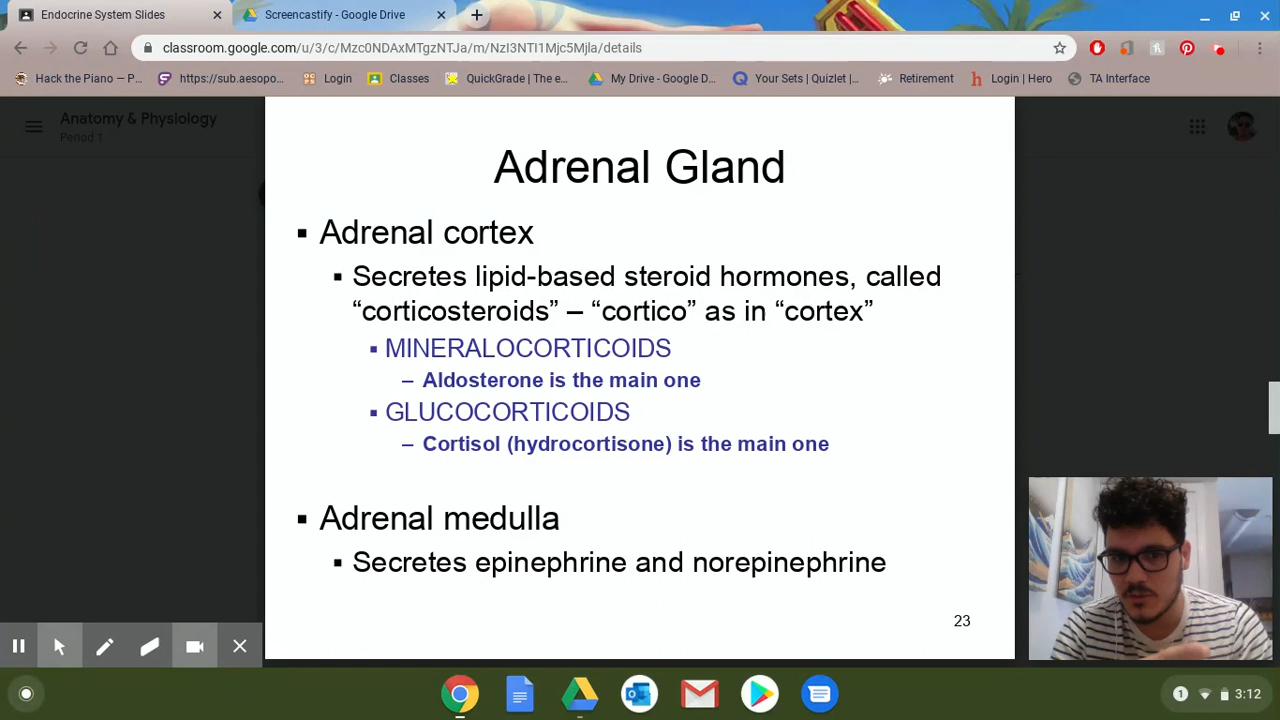 Endocrine System Slides
Screencastify - Google Drive
classroom.google.com/u/3/c/Mzc0NDAxMTgzNTJa/m/NzI3NTI1Mjc5Mjla/details
Hack the Piano — P...
https://sub.aesopo...
Login
Classes
QuickGrade | The e...
My Drive - Google D...
Your Sets | Quizlet |...
Retirement
Login | Hero
TA Interface
Anatomy & Physiology
Period 1
Adrenal Gland
▪ Adrenal cortex
▪ Secretes lipid-based steroid hormones, called
“corticosteroids” – “cortico” as in “cortex”
▪ MINERALOCORTICOIDS
– Aldosterone is the main one
▪ GLUCOCORTICOIDS
– Cortisol (hydrocortisone) is the main one
▪ Adrenal medulla
▪ Secretes epinephrine and norepinephrine
23
1
3:12